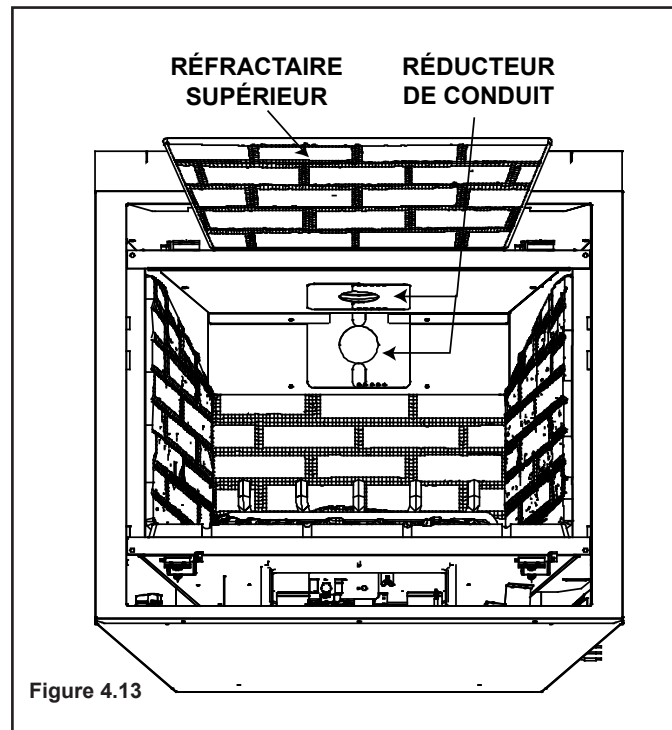 RÉFRACTAIRE
SUPÉRIEUR
RÉDUCTEUR
DE CONDUIT
Figure 4.13